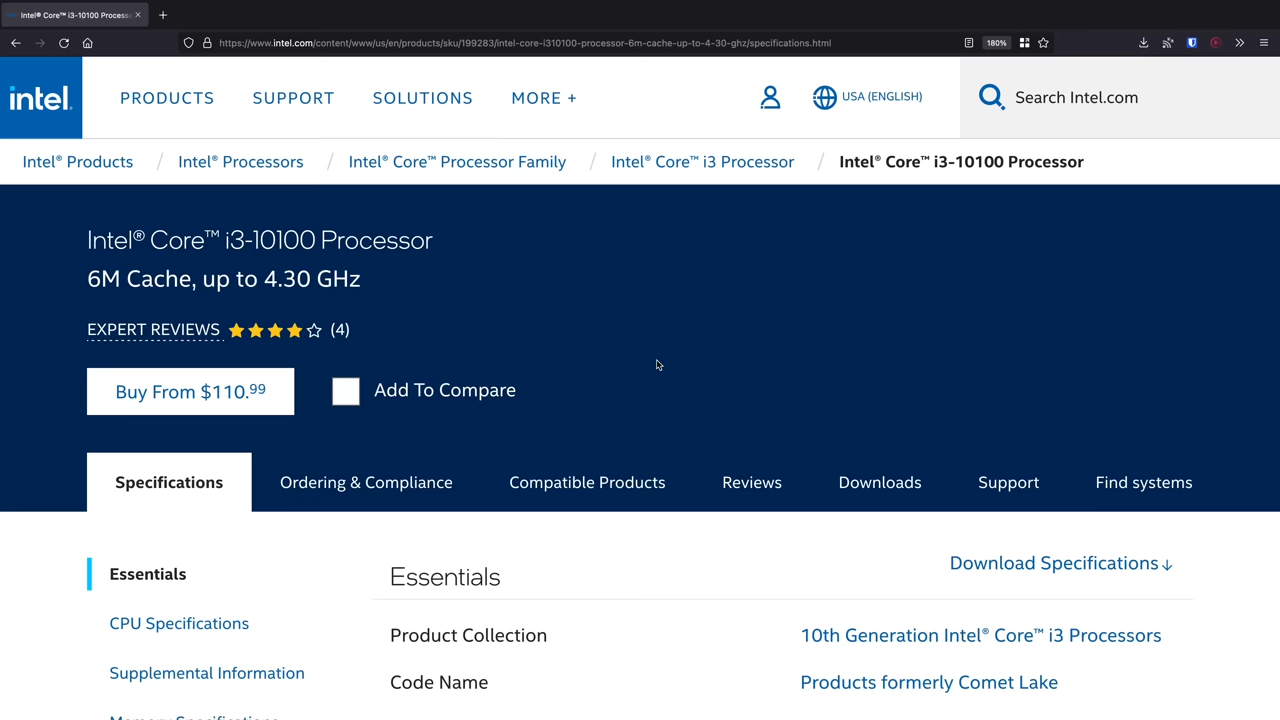 Intel® Core™ i3-10100 Process
https://www.intel.com/content/www/us/en/products/sku/199283/intel-core-i310100-processor-6m-cache-up-to-4-30-ghz/specifications.html
180%
intel.
PRODUCTS
SUPPORT
SOLUTIONS
MORE +
USA (ENGLISH)
Search Intel.com
Intel® Products / Intel® Processors / Intel® Core™ Processor Family / Intel® Core™ i3 Processor / Intel® Core™ i3-10100 Processor
Intel® Core™ i3-10100 Processor
6M Cache, up to 4.30 GHz
EXPERT REVIEWS (4)
Buy From $110.99
Add To Compare
Specifications
Ordering & Compliance
Compatible Products
Reviews
Downloads
Support
Find systems
Essentials
CPU Specifications
Supplemental Information
Memory Specifications
Essentials
Download Specifications↓
Product Collection
10th Generation Intel® Core™ i3 Processors
Code Name
Products formerly Comet Lake